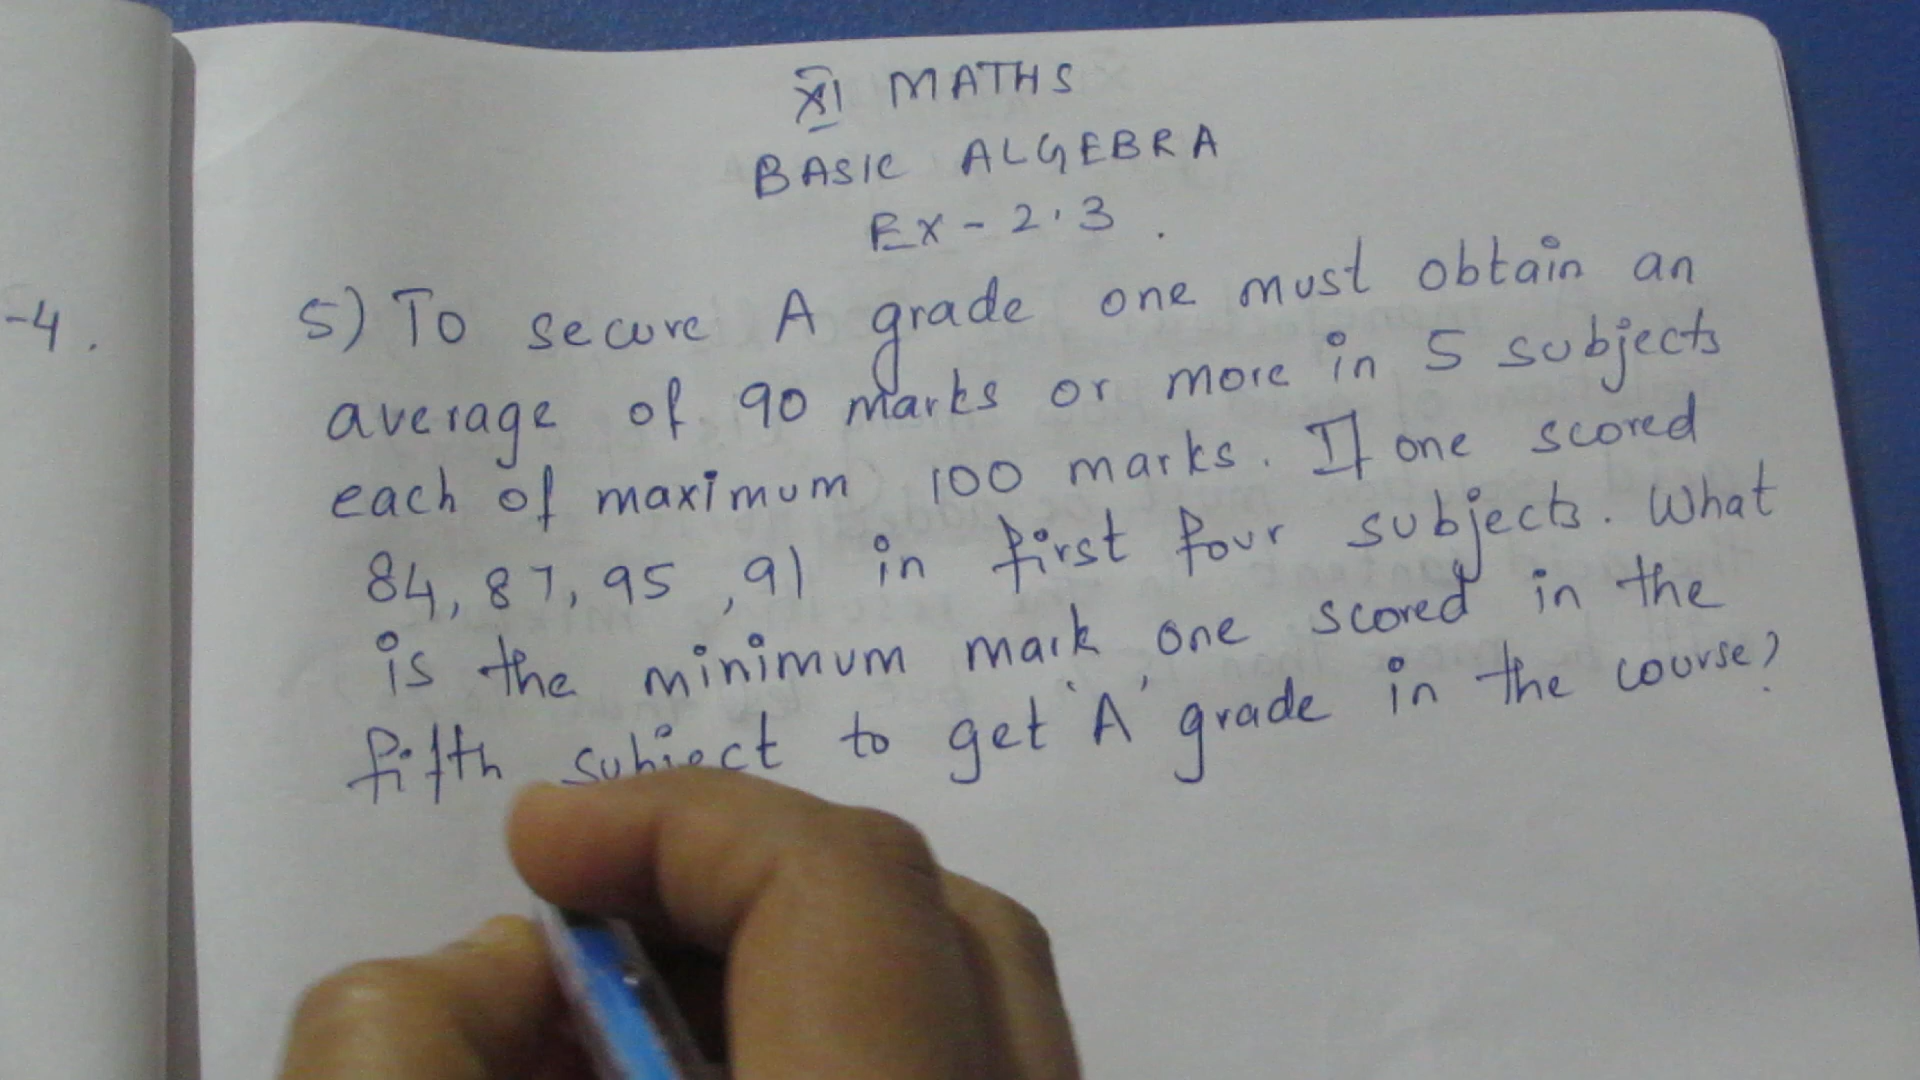 XI MATHS
BASIC ALGEBRA
EX - 2.3.
-4.
5) To secure A grade one must obtain an
average of 90 marks or more in 5 subjects
each of maximum 100 marks. If one scored
84, 87, 95, 91 in first four subjects. What
is the minimum mark one scored in the
fifth subject to get 'A' grade in the course?